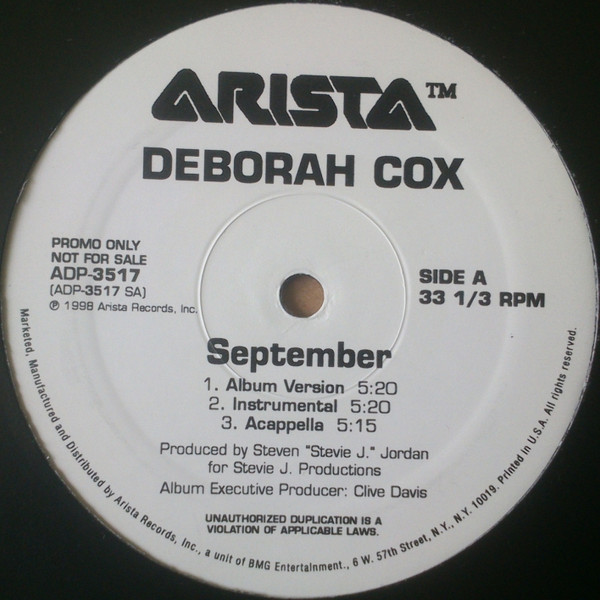 ARISTA™
DEBORAH COX
PROMO ONLY
NOT FOR SALE
ADP-3517
(ADP-3517 SA)
℗ 1998 Arista Records, Inc.
SIDE A
33 1/3 RPM
September
1. Album Version 5:20
2. Instrumental 5:20
3. Acappella 5:15
Produced by Steven "Stevie J." Jordan
for Stevie J. Productions
Album Executive Producer: Clive Davis
UNAUTHORIZED DUPLICATION IS A
VIOLATION OF APPLICABLE LAWS.
Marketed, Manufactured and Distributed by Arista Records, Inc., a unit of BMG Entertainment., 6 W. 57th Street, N.Y., N.Y. 10019. Printed in U.S.A. All rights reserved.